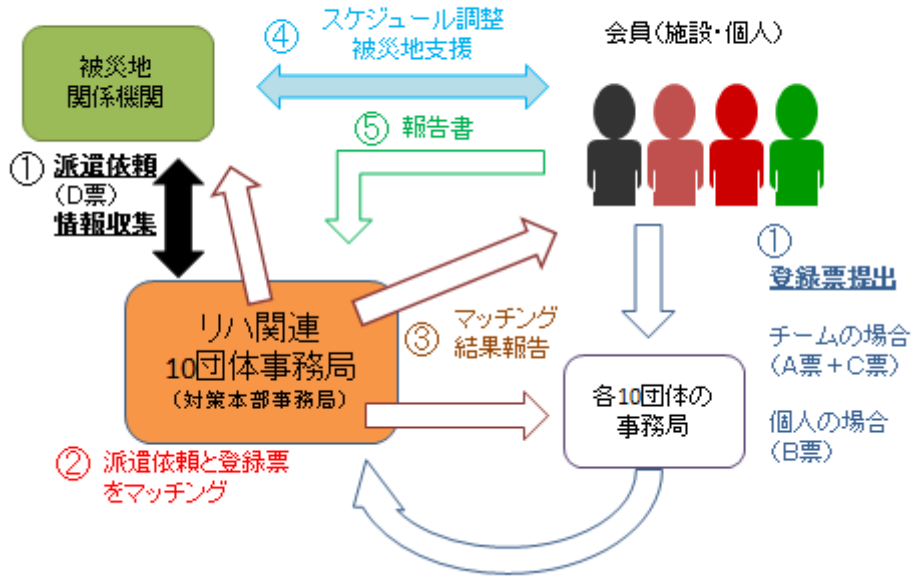 ④ スケジュール調整
被災地支援
会員(施設・個人)
被災地
関係機関
⑤ 報告書
① 派遣依頼
(D票)
情報収集
①
登録票提出
チームの場合
(A票+C票)
個人の場合
(B票)
リハ関連
10団体事務局
(対策本部事務局)
③ マッチング
結果報告
各10団体の
事務局
② 派遣依頼と登録票
をマッチング